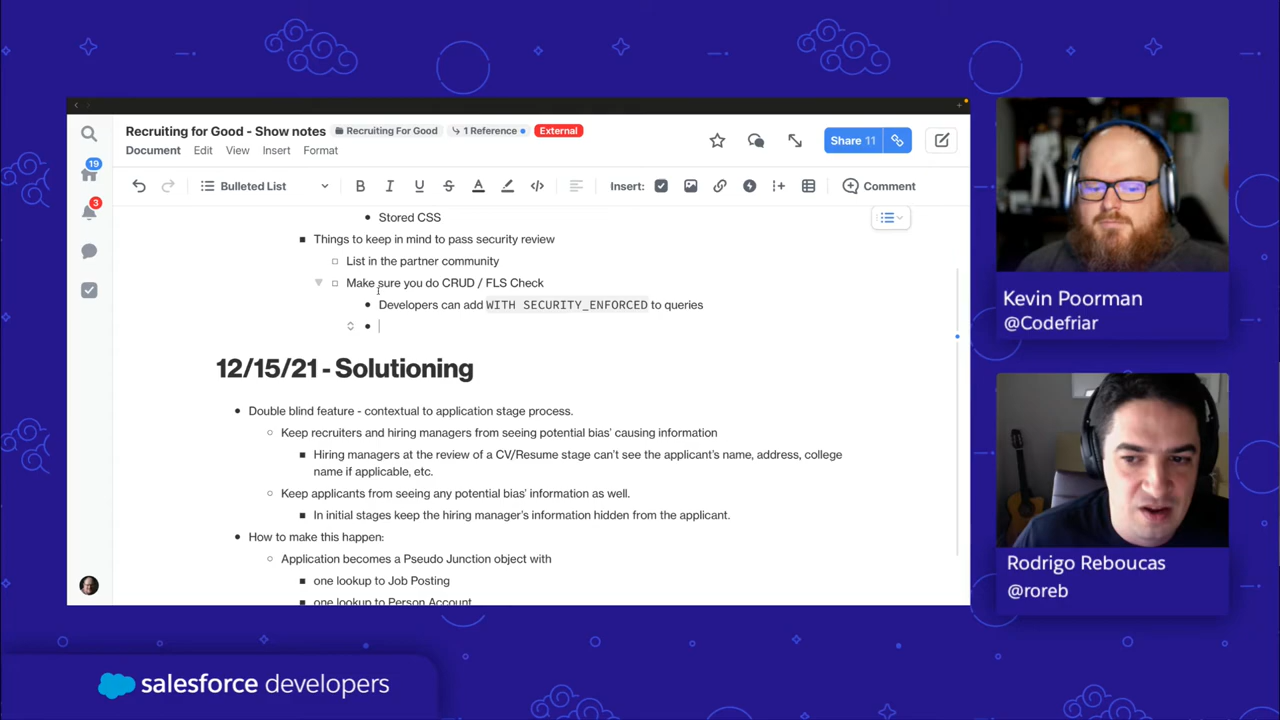 Recruiting for Good - Show notes Recruiting For Good 1 Reference External
Document Edit View Insert Format
Share 11
19
3
Bulleted List B I U S A Insert: Comment
Stored CSS
Things to keep in mind to pass security review
List in the partner community
Make sure you do CRUD / FLS Check
Developers can add WITH SECURITY_ENFORCED to queries
12/15/21 - Solutioning
Double blind feature - contextual to application stage process.
Keep recruiters and hiring managers from seeing potential bias' causing information
Hiring managers at the review of a CV/Resume stage can't see the applicant's name, address, college
name if applicable, etc.
Keep applicants from seeing any potential bias' information as well.
In initial stages keep the hiring manager's information hidden from the applicant.
How to make this happen:
Application becomes a Pseudo Junction object with
one lookup to Job Posting
one lookup to Person Account
Kevin Poorman
@Codefriar
Rodrigo Reboucas
@roreb
salesforce developers